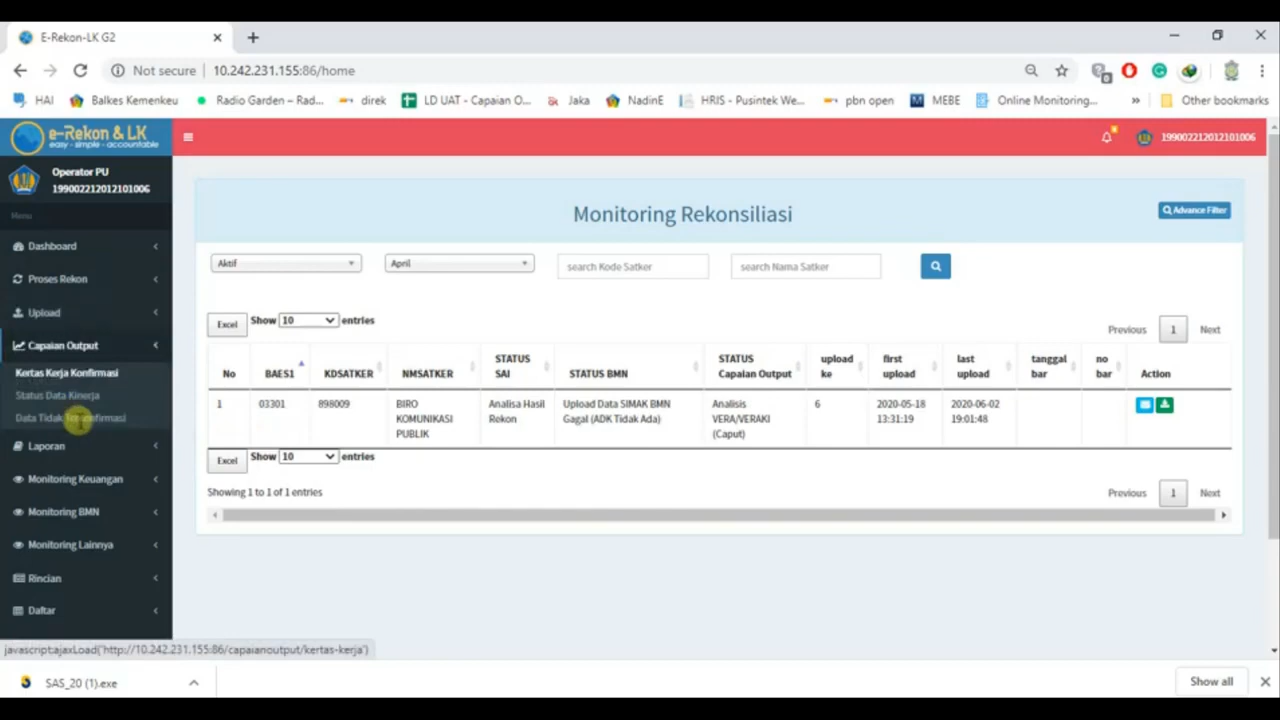 E-Rekon-LK G2
Not secure | 10.242.231.155:86/home
HAI Balkes Kemenkeu Radio Garden – Rad... direk LD UAT - Capaian O... Jaka NadinE HRIS - Pusintek We... pbn open MEBE Online Monitoring... » Other bookmarks
e-Rekon & LK
easy - simple - accountable
199002212012101006
Operator PU
199002212012101006
Menu
Dashboard
Proses Rekon
Upload
Capaian Output
Kertas Kerja Konfirmasi
Status Data Kinerja
Data Tidak Terkonfirmasi
Laporan
Monitoring Keuangan
Monitoring BMN
Monitoring Lainnya
Rincian
Daftar
Monitoring Rekonsiliasi
Advance Filter
Aktif April search Kode Satker search Nama Satker
Excel Show 10 entries
Previous 1 Next
No BAES1 KDSATKER NMSATKER STATUS SAI STATUS BMN STATUS Capaian Output upload ke first upload last upload tanggal bar no bar Action
1 03301 898009 BIRO KOMUNIKASI PUBLIK Analisa Hasil Rekon Upload Data SIMAK BMN Gagal (ADK Tidak Ada) Analisis VERA/VERAKI (Caput) 6 2020-05-18 13:31:19 2020-06-02 19:01:48
Excel Show 10 entries
Showing 1 to 1 of 1 entries
Previous 1 Next
javascript:ajaxLoad('http://10.242.231.155:86/capaianoutput/kertas-kerja')
SAS_20 (1).exe
Show all